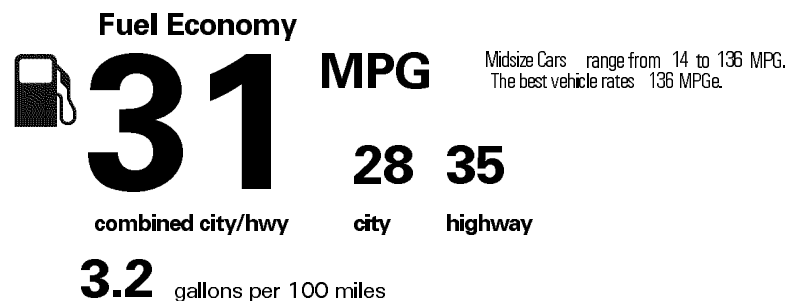 Fuel Economy
31 MPG
Midsize Cars range from 14 to 136 MPG.
The best vehicle rates 136 MPGe.
28 35
combined city/hwy city highway
3.2 gallons per 100 miles